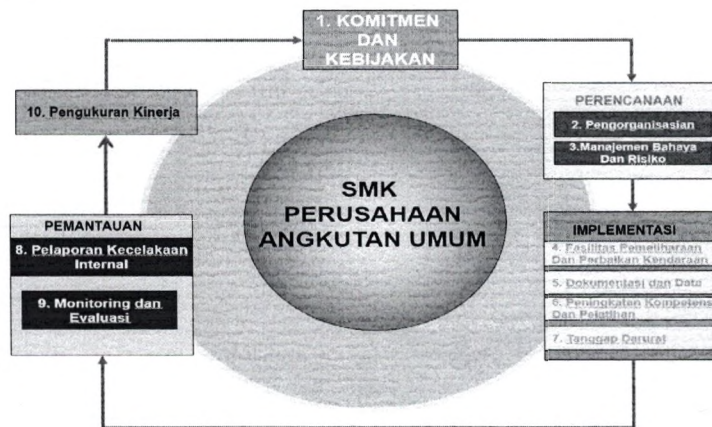 1. KOMITMEN
DAN
KEBIJAKAN
PERENCANAAN
2. Pengorganisasian
3.Manajemen Bahaya
Dan Risiko
IMPLEMENTASI
4. Fasilitas Pemeliharaan
Dan Perbaikan Kendaraan
5. Dokumentasi dan Data
6. Peningkatan Kompetensi
Dan Pelatihan
7. Tanggap Darurat
PEMANTAUAN
8. Pelaporan Kecelakaan
Internal
9. Monitoring dan
Evaluasi
10. Pengukuran Kinerja
SMK
PERUSAHAAN
ANGKUTAN UMUM